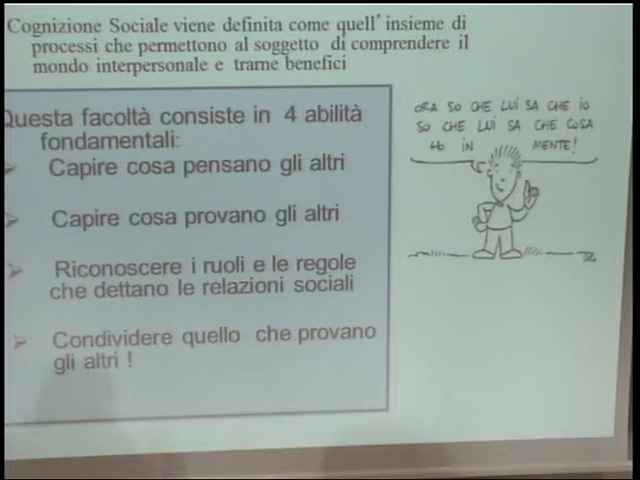 Cognizione Sociale viene definita come quell'insieme di
processi che permettono al soggetto di comprendere il
mondo interpersonale e trarne benefici
Questa facoltà consiste in 4 abilità
fondamentali:
Capire cosa pensano gli altri
Capire cosa provano gli altri
Riconoscere i ruoli e le regole
che dettano le relazioni sociali
Condividere quello che provano
gli altri !
ORA SO CHE LUI SA CHE IO
SO CHE LUI SA CHE COSA
HO IN MENTE!